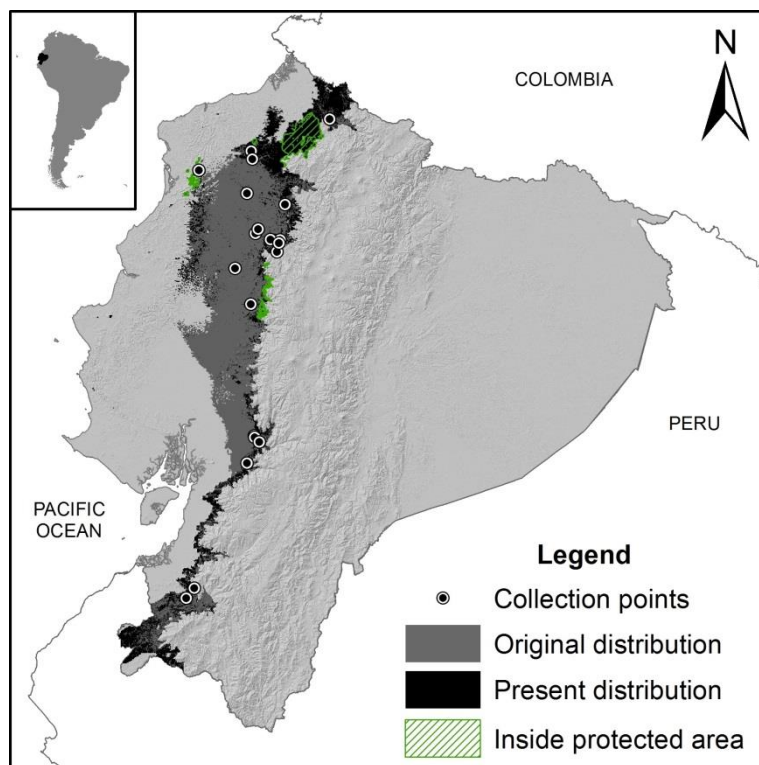 N
COLOMBIA
PERU
PACIFIC
OCEAN
Legend
Collection points
Original distribution
Present distribution
Inside protected area